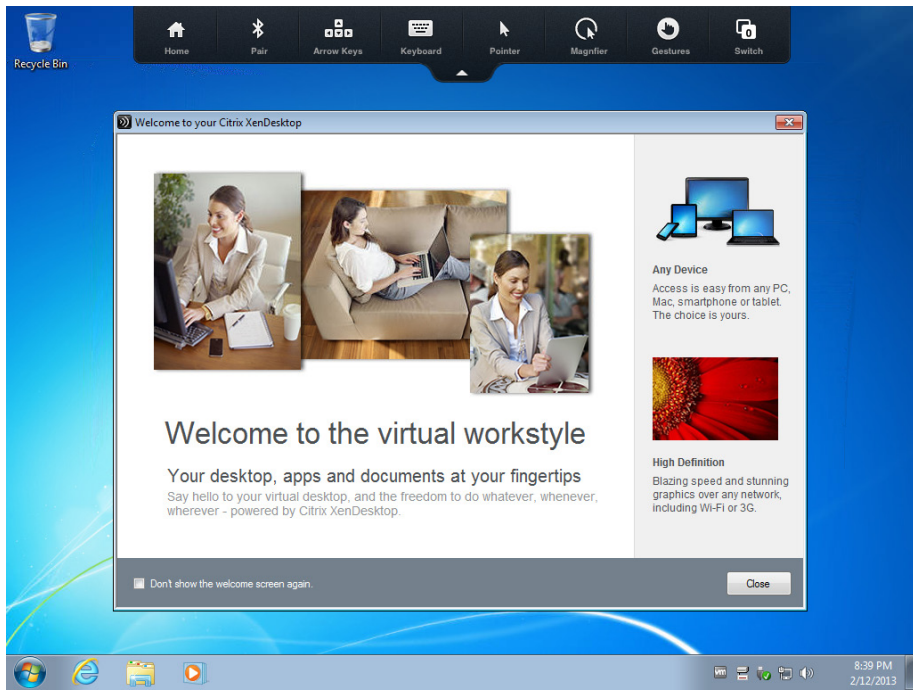 Recycle Bin
Home
Pair
Arrow Keys
Keyboard
Pointer
Magnfier
Gestures
0
Switch
Welcome to your Citrix XenDesktop
Welcome to the virtual workstyle
Your desktop, apps and documents at your fingertips
Say hello to your virtual desktop, and the freedom to do whatever, whenever,
wherever - powered by Citrix XenDesktop.
Any Device
Access is easy from any PC,
Mac, smartphone or tablet.
The choice is yours.
High Definition
Blazing speed and stunning
graphics over any network,
including Wi-Fi or 3G.
Don't show the welcome screen again.
Close
vm
8:39 PM
2/12/2013